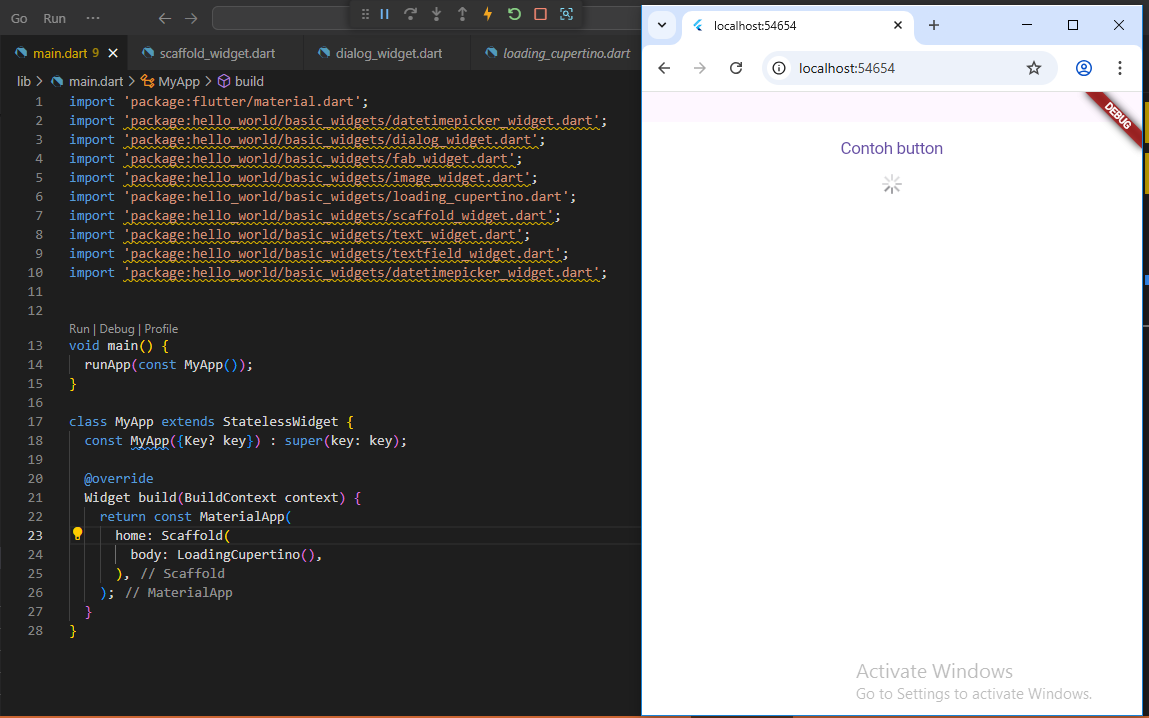 Go Run ···
main.dart 9 scaffold_widget.dart dialog_widget.dart loading_cupertino.dart
lib > main.dart > MyApp > build
1 import 'package:flutter/material.dart';
2 import 'package:hello_world/basic_widgets/datetimepicker_widget.dart';
3 import 'package:hello_world/basic_widgets/dialog_widget.dart';
4 import 'package:hello_world/basic_widgets/fab_widget.dart';
5 import 'package:hello_world/basic_widgets/image_widget.dart';
6 import 'package:hello_world/basic_widgets/loading_cupertino.dart';
7 import 'package:hello_world/basic_widgets/scaffold_widget.dart';
8 import 'package:hello_world/basic_widgets/text_widget.dart';
9 import 'package:hello_world/basic_widgets/textfield_widget.dart';
10 import 'package:hello_world/basic_widgets/datetimepicker_widget.dart';
11
12
Run | Debug | Profile
13 void main() {
14   runApp(const MyApp());
15 }
16
17 class MyApp extends StatelessWidget {
18   const MyApp({Key? key}) : super(key: key);
19
20   @override
21   Widget build(BuildContext context) {
22     return const MaterialApp(
23       home: Scaffold(
24         body: LoadingCupertino(),
25       ), // Scaffold
26     ); // MaterialApp
27   }
28 }
localhost:54654
localhost:54654
DEBUG
Contoh button
Activate Windows
Go to Settings to activate Windows.